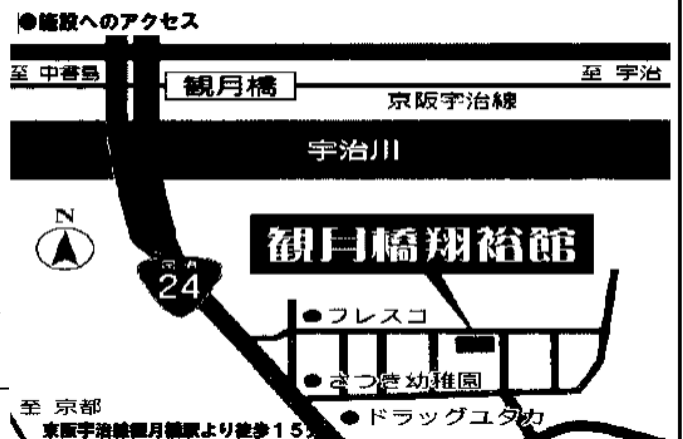 ●施設へのアクセス
至 中書島
観月橋
至 宇治
京阪宇治線
宇治川
N
観月橋翔裕館
24
●フレスコ
●さつき幼稚園
至 京都
●ドラッグユタカ
京阪宇治線観月橋駅より徒歩15